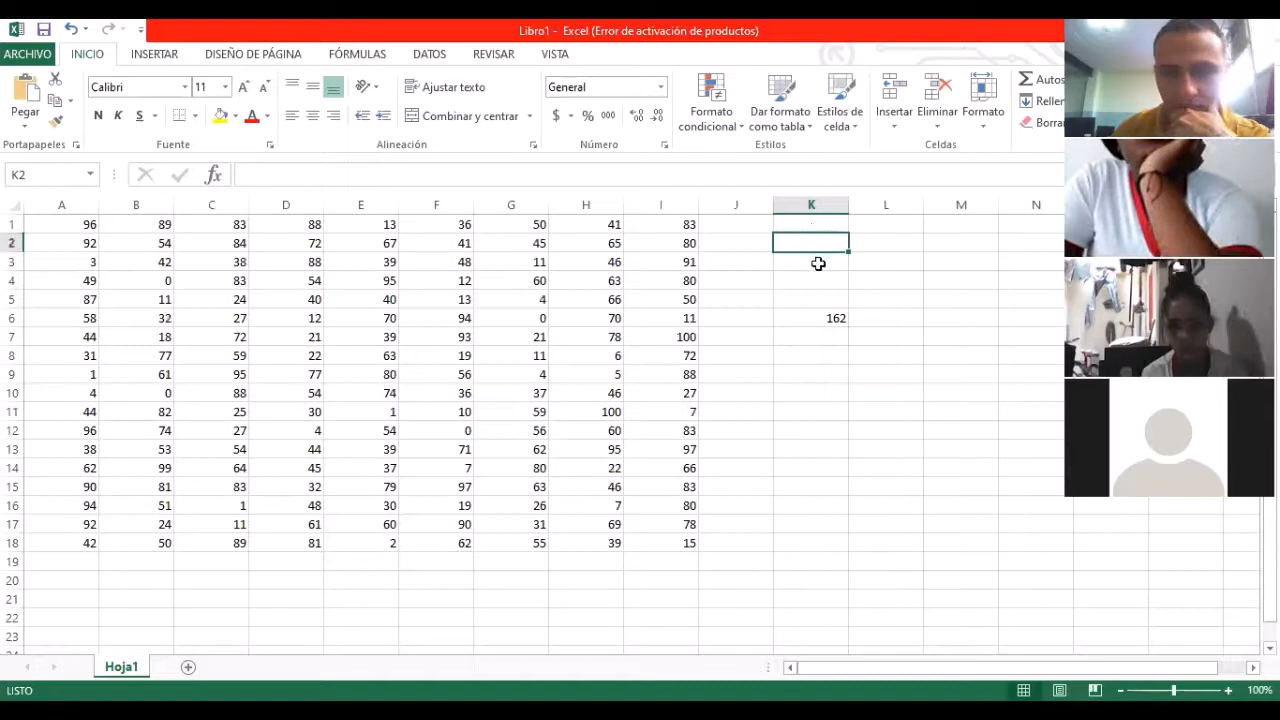 Libro1 - Excel (Error de activación de productos)
ARCHIVO INICIO INSERTAR DISEÑO DE PÁGINA FÓRMULAS DATOS REVISAR VISTA
Pegar Calibri 11 A A Ajustar texto General Formato condicional Dar formato como tabla Estilos de celda Insertar Eliminar Formato Autos
N K S A Combinar y centrar $ % 000 Rellen
Borra
Portapapeles Fuente Alineación Número Estilos Celdas
K2 fx
A B C D E F G H I J K L M N
1 96 89 83 88 13 36 50 41 83
2 92 54 84 72 67 41 45 65 80
3 3 42 38 88 39 48 11 46 91
4 49 0 83 54 95 12 60 63 80
5 87 11 24 40 40 13 4 66 50
6 58 32 27 12 70 94 0 70 11 162
7 44 18 72 21 39 93 21 78 100
8 31 77 59 22 63 19 11 6 72
9 1 61 95 77 80 56 4 5 88
10 4 0 88 54 74 36 37 46 27
11 44 82 25 30 1 10 59 100 7
12 96 74 27 4 54 0 56 60 83
13 38 53 54 44 39 71 62 95 97
14 62 99 64 45 37 7 80 22 66
15 90 81 83 32 79 97 63 46 83
16 94 51 1 48 30 19 26 7 80
17 92 24 11 61 60 90 31 69 78
18 42 50 89 81 2 62 55 39 15
19
20
21
22
23
Hoja1
LISTO 100%